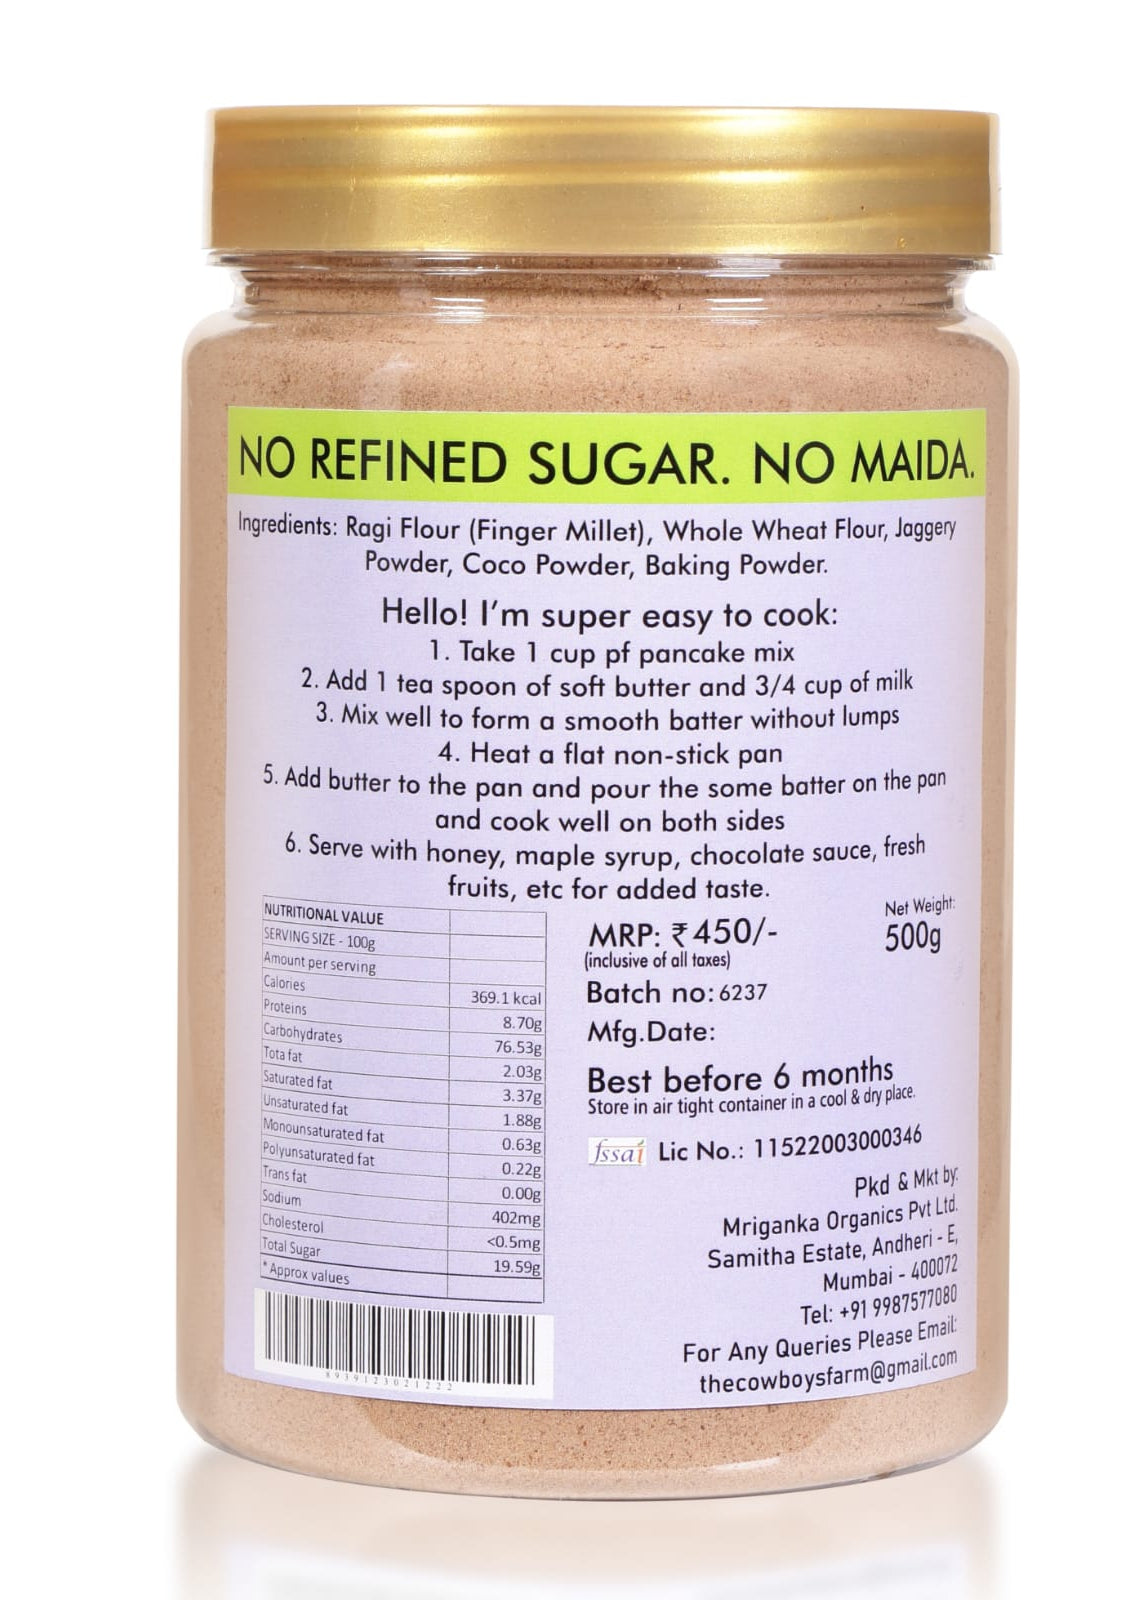 NO REFINED SUGAR. NO MAIDA.
Ingredients: Ragi Flour (Finger Millet), Whole Wheat Flour, Jaggery
Powder, Coco Powder, Baking Powder.
Hello! I'm super easy to cook:
1. Take 1 cup pf pancake mix
2. Add 1 tea spoon of soft butter and 3/4 cup of milk
3. Mix well to form a smooth batter without lumps
4. Heat a flat non-stick pan
5. Add butter to the pan and pour the some batter on the pan
and cook well on both sides
6. Serve with honey, maple syrup, chocolate sauce, fresh
fruits, etc for added taste.
NUTRITIONAL VALUE
SERVING SIZE - 100g
Amount per serving
Calories 369.1 kcal
Proteins 8.70g
Carbohydrates 76.53g
Tota fat 2.03g
Saturated fat 3.37g
Unsaturated fat 1.88g
Monounsaturated fat 0.63g
Polyunsaturated fat 0.22g
Trans fat 0.00g
Sodium 402mg
Cholesterol <0.5mg
Total Sugar 19.59g
* Approx values
8939123021222
MRP: ₹450/-
(inclusive of all taxes)
Net Weight:
500g
Batch no: 6237
Mfg.Date:
Best before 6 months
Store in air tight container in a cool & dry place.
fssai Lic No.: 11522003000346
Pkd & Mkt by:
Mriganka Organics Pvt Ltd.
Samitha Estate, Andheri - E,
Mumbai - 400072
Tel: +91 9987577080
For Any Queries Please Email:
thecowboysfarm@gmail.com